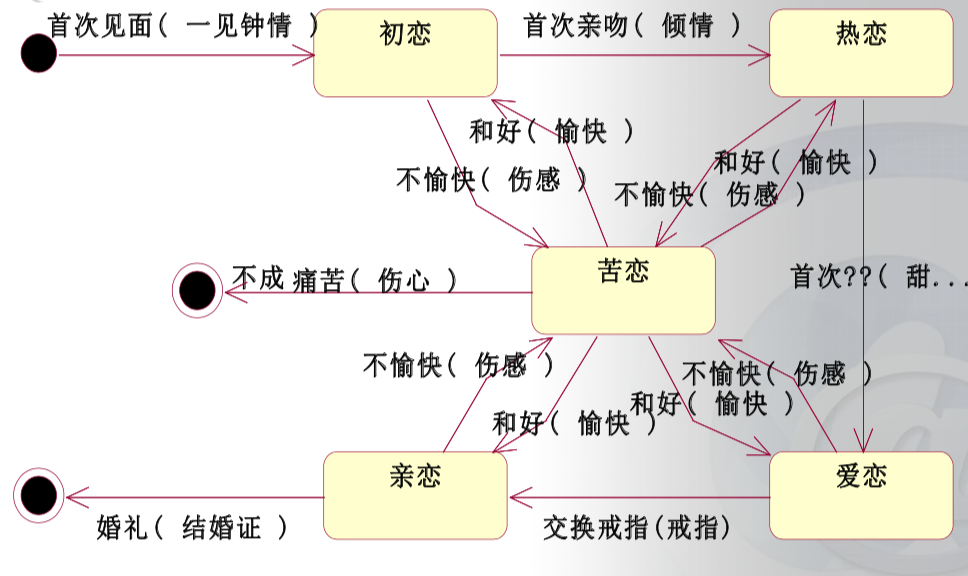 首次见面( 一见钟情 )
初恋
首次亲吻( 倾情 )
热恋
和好( 愉快 )
不愉快( 伤感 )
和好( 愉快 )
不愉快( 伤感 )
苦恋
不成
痛苦( 伤心 )
首次??( 甜...
不愉快( 伤感 )
不愉快( 伤感 )
和好( 愉快 )
和好( 愉快 )
亲恋
爱恋
婚礼( 结婚证 )
交换戒指(戒指)